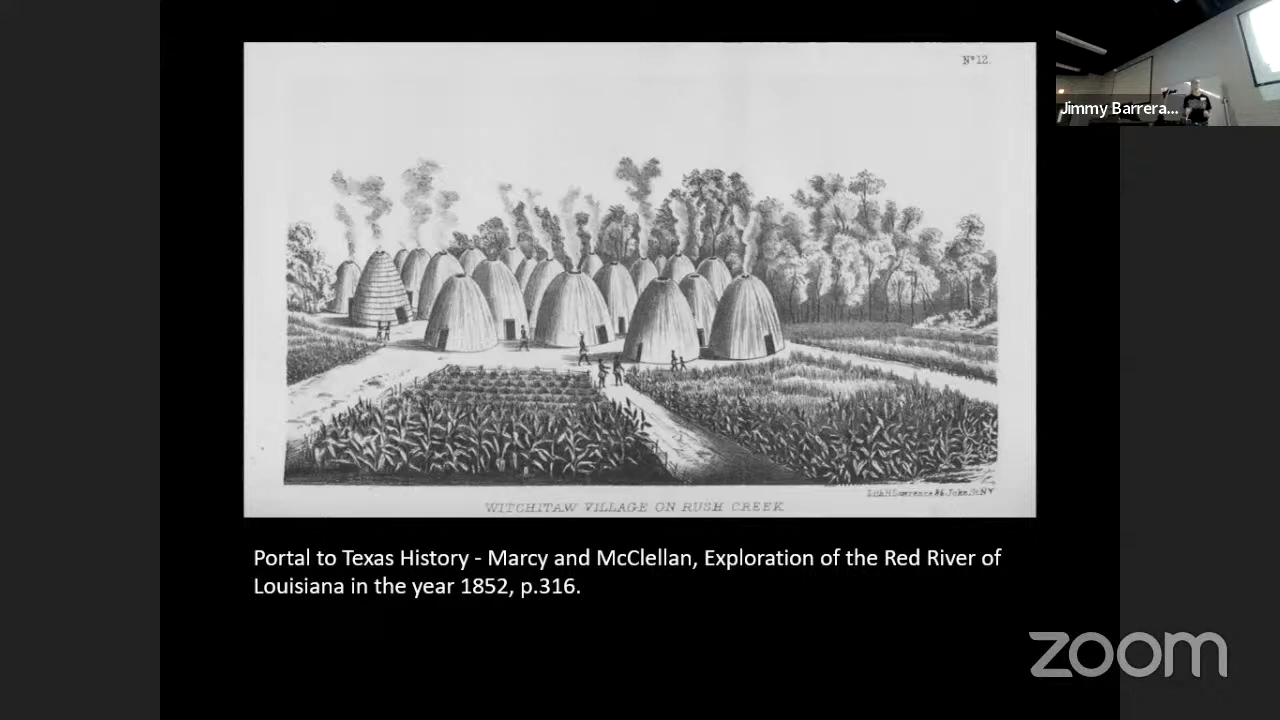 Nº 12.
Jimmy Barrera...
WITCHITAW VILLAGE ON RUSH CREEK
Portal to Texas History - Marcy and McClellan, Exploration of the Red River of
Louisiana in the year 1852, p.316.
zoom